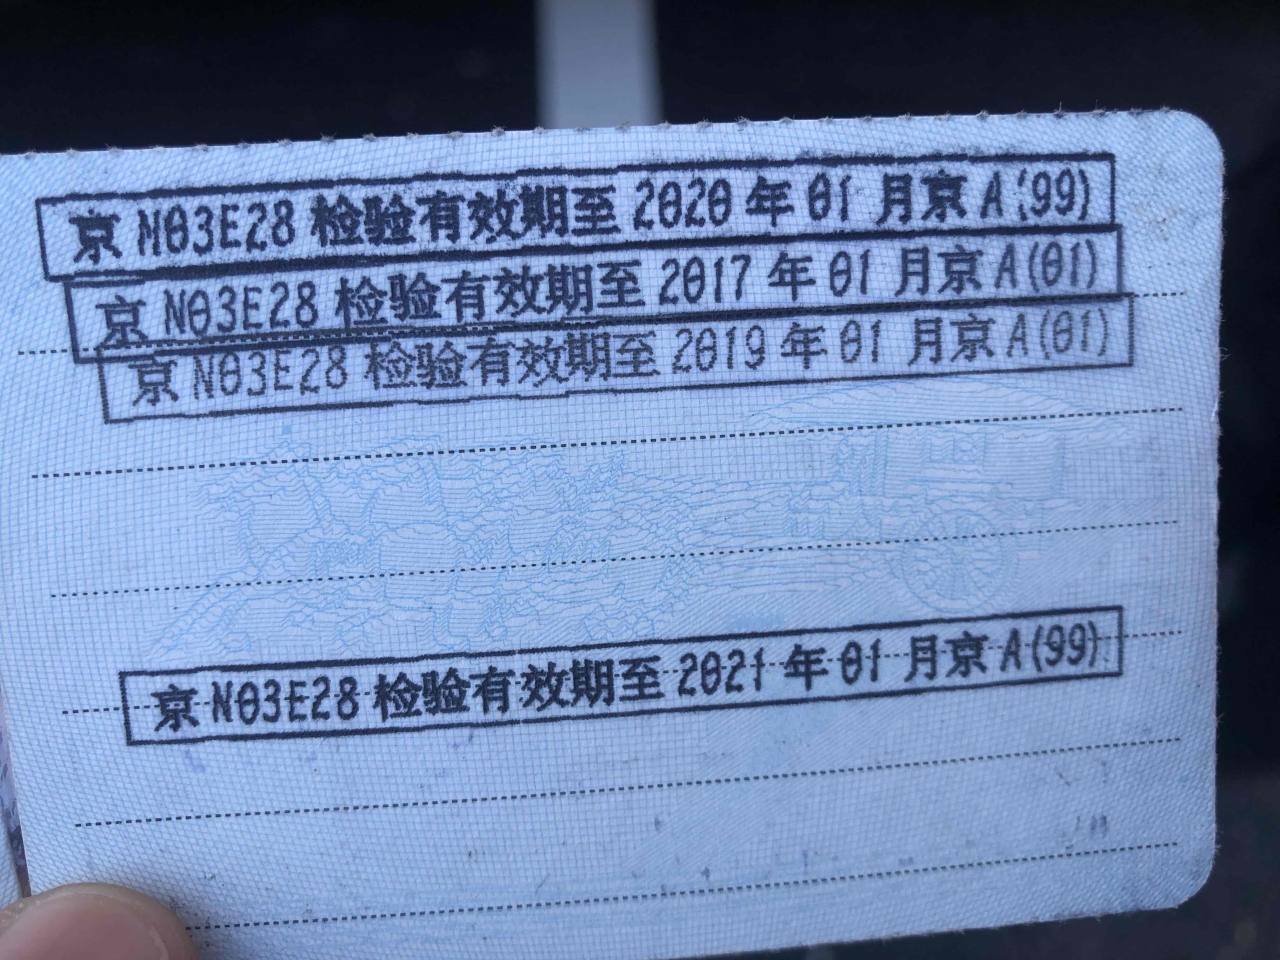 京 N03E28 检验有效期至 2020 年 01 月京 A(99)
京 N03E28 检验有效期至 2017 年 01 月京 A(01)
京 N03E28 检验有效期至 2019 年 01 月京 A(01)
京 N03E28 检验有效期至 2021 年 01 月京 A(99)